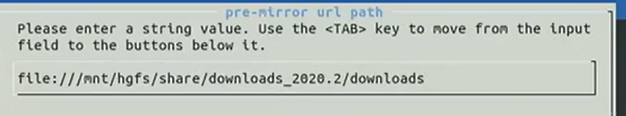 pre-mirror url path
Please enter a string value. Use the <TAB> key to move from the input
field to the buttons below it.
file:///mnt/hgfs/share/downloads_2020.2/downloads